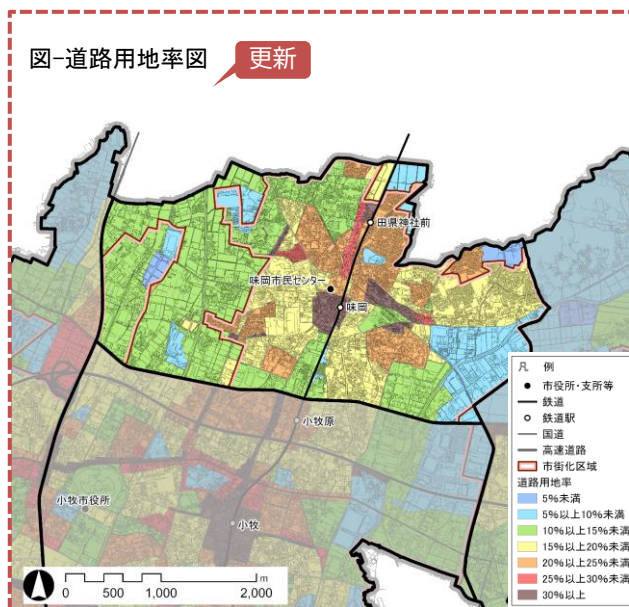 図-道路用地率図
更新
田県神社前
味岡市民センター
味岡
小牧原
小牧市役所
小牧
凡 例
市役所・支所等
鉄道
鉄道駅
国道
高速道路
市街化区域
道路用地率
5%未満
5%以上10%未満
10%以上15%未満
15%以上20%未満
20%以上25%未満
25%以上30%未満
30%以上
m
0 500 1,000 2,000